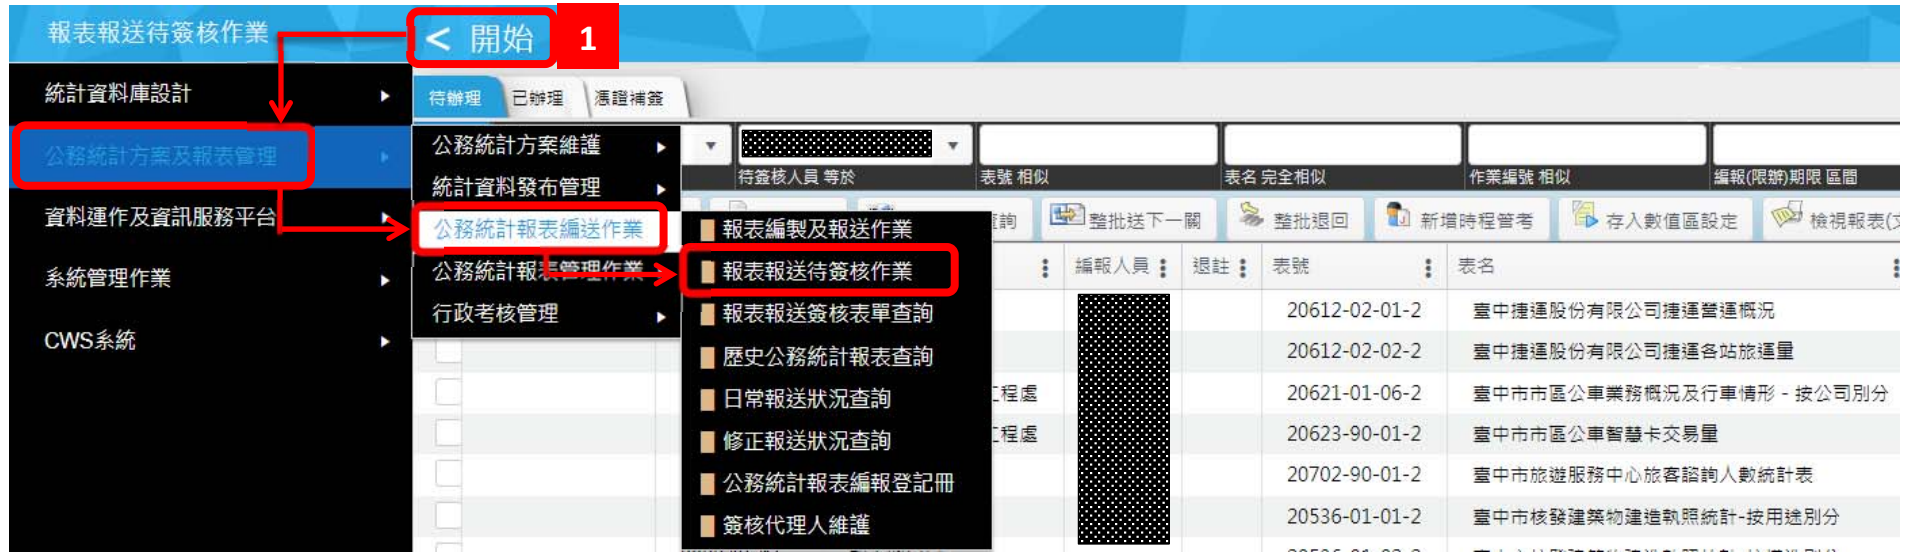 報表報送待簽核作業
< 開始
1
統計資料庫設計
公務統計方案及報表管理
資料運作及資訊服務平台
系統管理作業
CWS系統
待辦理 已辦理 憑證補簽
公務統計方案維護
統計資料發布管理
公務統計報表編送作業
公務統計報表管理作業
行政考核管理
報表編製及報送作業
報表報送待簽核作業
報表報送簽核表單查詢
歷史公務統計報表查詢
日常報送狀況查詢
修正報送狀況查詢
公務統計報表編報登記冊
簽核代理人維護
待簽核人員 等於 表號 相似 表名 完全相似 作業編號 相似 編報(限辦)期限 區間
整批送下一關 整批退回 新增時程管考 存入數值區設定 檢視報表(
編報人員 退註 表號 表名
20612-02-01-2 臺中捷運股份有限公司捷運營運概況
20612-02-02-2 臺中捷運股份有限公司捷運各站旅運量
工程處 20621-01-06-2 臺中市市區公車業務概況及行車情形 - 按公司別分
工程處 20623-90-01-2 臺中市市區公車智慧卡交易量
20702-90-01-2 臺中市旅遊服務中心旅客諮詢人數統計表
20536-01-01-2 臺中市核發建築物建造執照統計-按用途別分